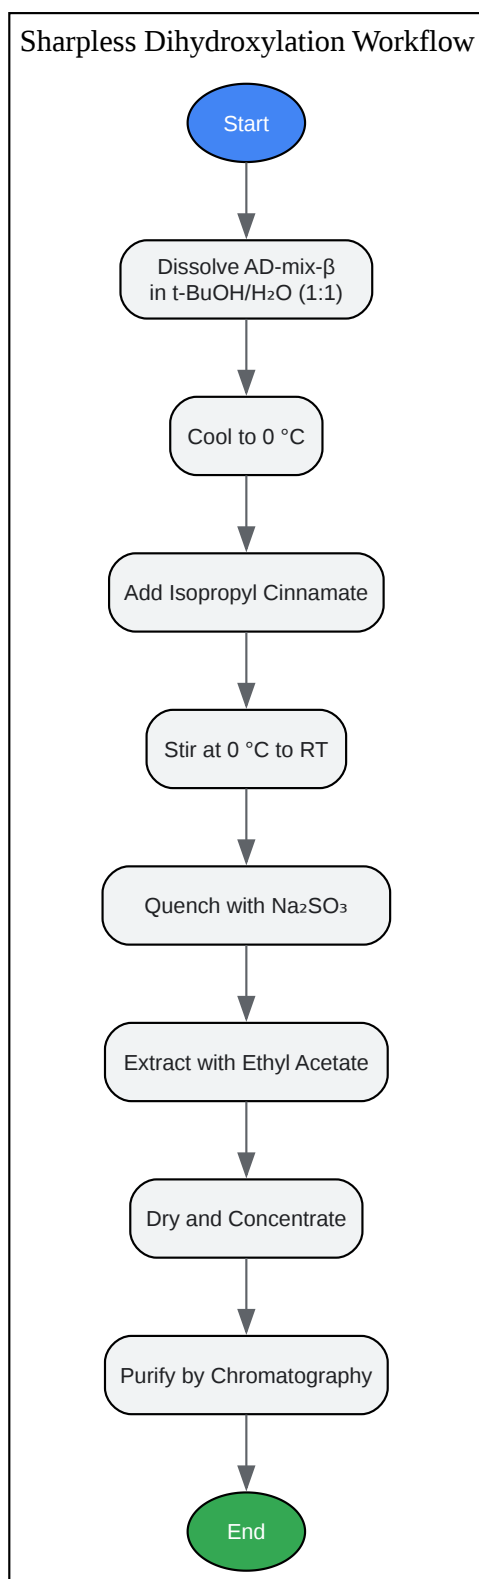 Sharpless Dihydroxylation Workflow
Start
Dissolve AD-mix-β
in t-BuOH/H₂O (1:1)
Cool to 0 °C
Add Isopropyl Cinnamate
Stir at 0 °C to RT
Quench with Na₂SO₃
Extract with Ethyl Acetate
Dry and Concentrate
Purify by Chromatography
End